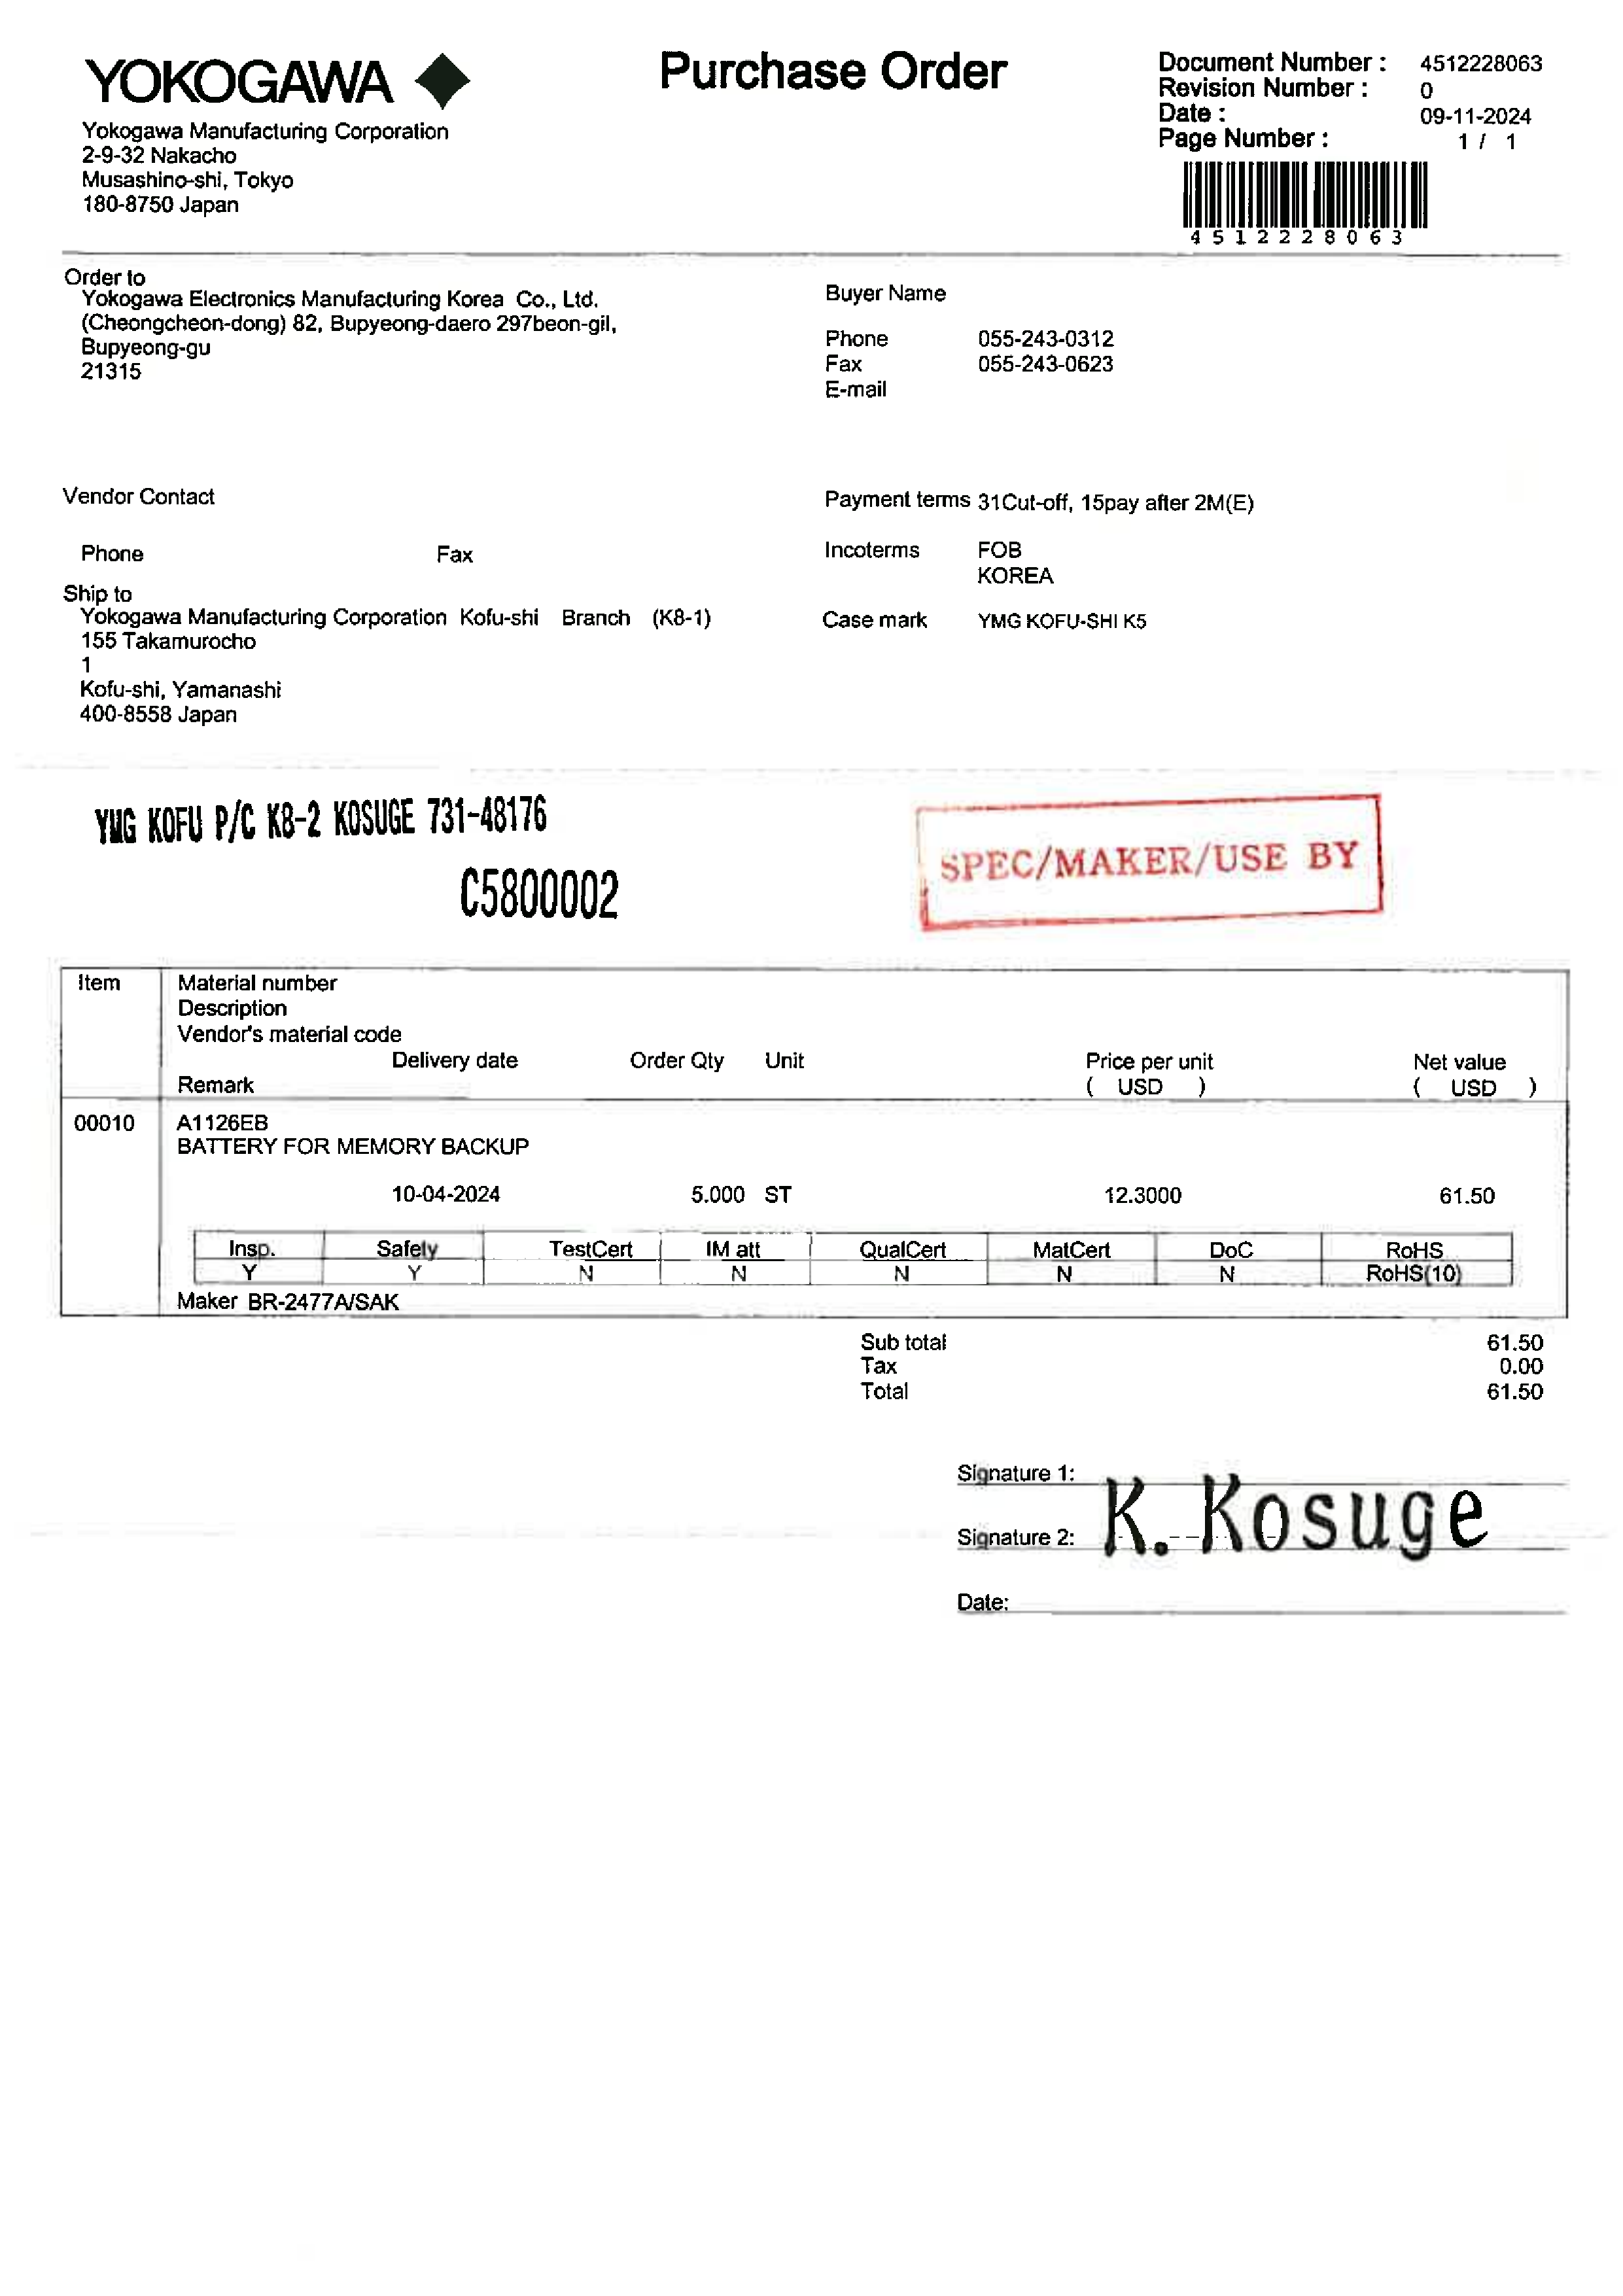 YOKOGAWA
Yokogawa Manufacturing Corporation
2-9-32 Nakacho
Musashino-shi, Tokyo
180-8750 Japan
Purchase Order
Document Number : 4512228063
Revision Number : 0
Date : 09-11-2024
Page Number : 1 / 1
4512228063
Order to
Yokogawa Electronics Manufacturing Korea Co., Ltd.
(Cheongcheon-dong) 82, Bupyeong-daero 297beon-gil,
Bupyeong-gu
21315
Buyer Name
Phone 055-243-0312
Fax 055-243-0623
E-mail
Vendor Contact
Phone Fax
Payment terms 31Cut-off, 15pay after 2M(E)
Incoterms FOB
KOREA
Ship to
Yokogawa Manufacturing Corporation Kofu-shi Branch (K8-1)
155 Takamurocho
1
Kofu-shi, Yamanashi
400-8558 Japan
Case mark YMG KOFU-SHI K5
YMG KOFU P/C K8-2 KOSUGE 731-48176
C5800002
SPEC/MAKER/USE BY
Item Material number
Description
Vendor's material code
Delivery date Order Qty Unit Price per unit Net value
Remark ( USD ) ( USD )
00010 A1126EB
BATTERY FOR MEMORY BACKUP
10-04-2024 5.000 ST 12.3000 61.50
Insp. Safely TestCert IM att QualCert MatCert DoC RoHS
Y Y N N N N N RoHS(10)
Maker BR-2477A/SAK
Sub total 61.50
Tax 0.00
Total 61.50
Signature 1:
Signature 2: K. Kosuge
Date: